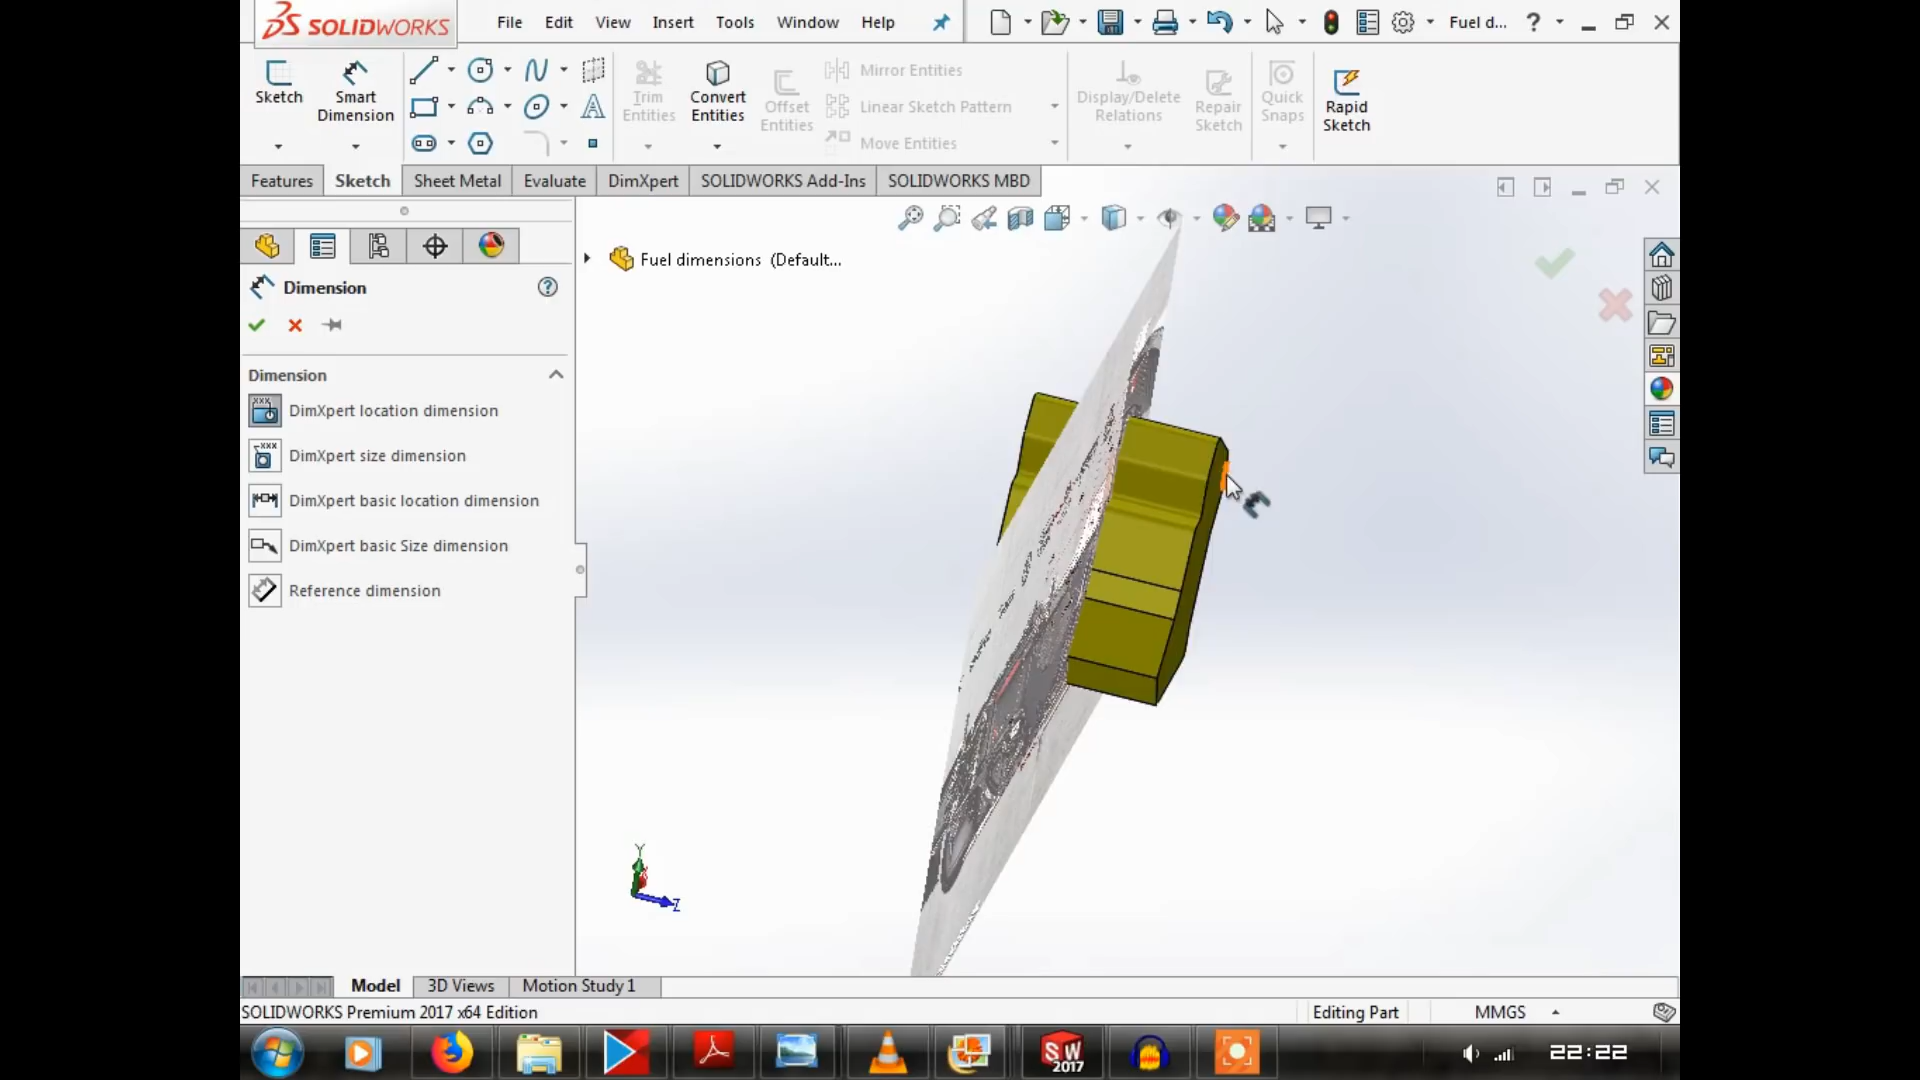 SOLIDWORKS File Edit View Insert Tools Window Help Fuel d... ?
Sketch
Smart Dimension
Trim Entities
Convert Entities
Offset Entities
Mirror Entities
Linear Sketch Pattern
Move Entities
Display/Delete Relations
Repair Sketch
Quick Snaps
Rapid Sketch
Features Sketch Sheet Metal Evaluate DimXpert SOLIDWORKS Add-Ins SOLIDWORKS MBD
Fuel dimensions (Default...
Dimension ?
Dimension
DimXpert location dimension
DimXpert size dimension
DimXpert basic location dimension
DimXpert basic Size dimension
Reference dimension
XXX
XXX
Y
Z
Model 3D Views Motion Study 1
SOLIDWORKS Premium 2017 x64 Edition Editing Part MMGS
SW 2017
22:22